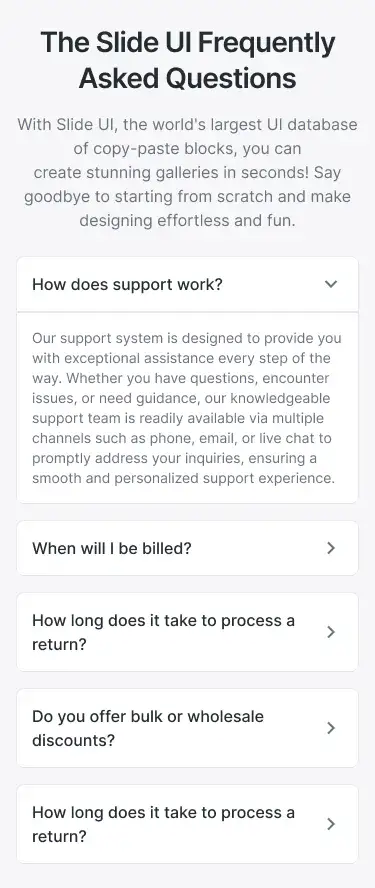 The Slide UI Frequently
Asked Questions
With Slide UI, the world's largest UI database
of copy-paste blocks, you can
create stunning galleries in seconds! Say
goodbye to starting from scratch and make
designing effortless and fun.
How does support work?
Our support system is designed to provide you
with exceptional assistance every step of the
way. Whether you have questions, encounter
issues, or need guidance, our knowledgeable
support team is readily available via multiple
channels such as phone, email, or live chat to
promptly address your inquiries, ensuring a
smooth and personalized support experience.
When will I be billed?
How long does it take to process a
return?
Do you offer bulk or wholesale
discounts?
How long does it take to process a
return?